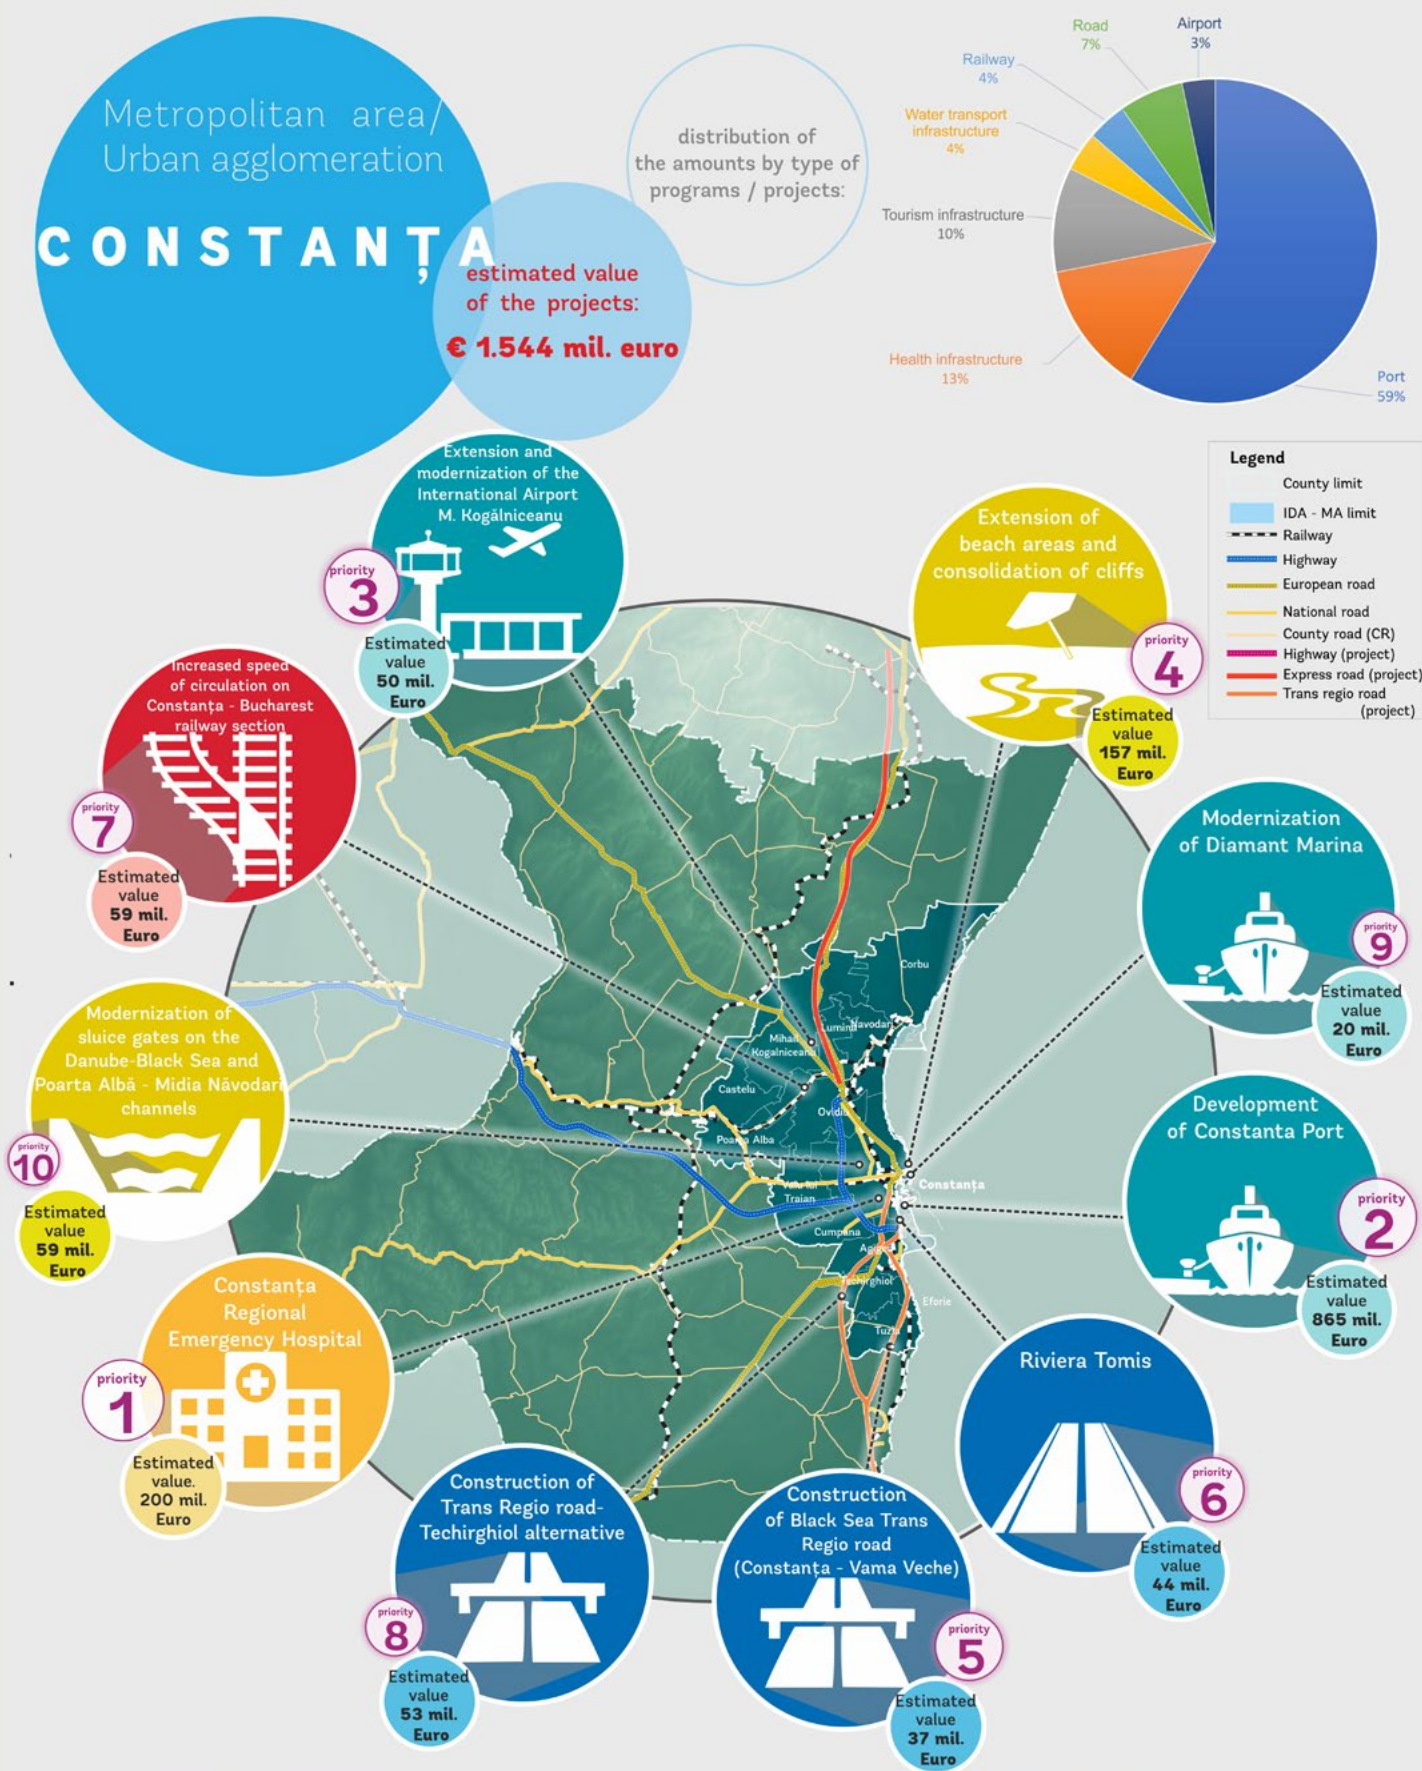 Metropolitan area/
Urban agglomeration
CONSTANȚA
estimated value
of the projects:
€ 1.544 mil. euro
distribution of
the amounts by type of
programs / projects:
Road
7%
Airport
3%
Railway
4%
Water transport
infrastructure
4%
Tourism infrastructure
10%
Health infrastructure
13%
Port
59%
Legend
County limit
IDA - MA limit
Railway
Highway
European road
National road
County road (CR)
Highway (project)
Express road (project)
Trans regio road
(project)
Extension and
modernization of the
International Airport
M. Kogălniceanu
priority
3
Estimated
value
50 mil.
Euro
Extension of
beach areas and
consolidation of cliffs
priority
4
Estimated
value
157 mil.
Euro
Increased speed
of circulation on
Constanța - Bucharest
railway section
priority
7
Estimated
value
59 mil.
Euro
Modernization
of Diamant Marina
priority
9
Estimated
value
20 mil.
Euro
Modernization of
sluice gates on the
Danube-Black Sea and
Poarta Albă - Midia Năvodari
channels
priority
10
Estimated
value
59 mil.
Euro
Development
of Constanta Port
priority
2
Estimated
value
865 mil.
Euro
Corbu
Lumina
Navodari
Mihail
Kogalniceanu
Castelu
Ovidiu
Poarta Alba
Valu lui
Traian
Constanța
Cumpana
Agigea
Techirghiol
Eforie
Tuzla
Constanța
Regional
Emergency Hospital
priority
1
Estimated
value.
200 mil.
Euro
Riviera Tomis
priority
6
Estimated
value
44 mil.
Euro
Construction of
Trans Regio road-
Techirghiol alternative
priority
8
Estimated
value
53 mil.
Euro
Construction
of Black Sea Trans
Regio road
(Constanța - Vama Veche)
priority
5
Estimated
value
37 mil.
Euro